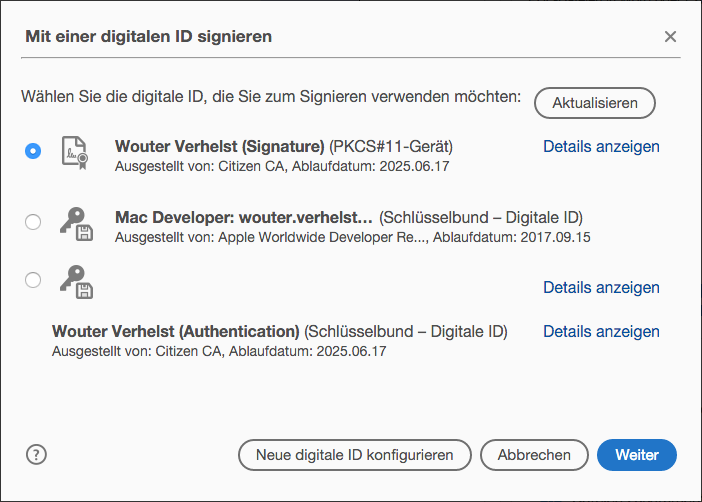 Mit einer digitalen ID signieren
Wählen Sie die digitale ID, die Sie zum Signieren verwenden möchten:
Aktualisieren
Wouter Verhelst (Signature) (PKCS#11-Gerät)
Details anzeigen
Ausgestellt von: Citizen CA, Ablaufdatum: 2025.06.17
Mac Developer: wouter.verhelst... (Schlüsselbund – Digitale ID)
Ausgestellt von: Apple Worldwide Developer Re..., Ablaufdatum: 2017.09.15
Details anzeigen
Wouter Verhelst (Authentication) (Schlüsselbund – Digitale ID)
Details anzeigen
Ausgestellt von: Citizen CA, Ablaufdatum: 2025.06.17
?
Neue digitale ID konfigurieren
Abbrechen
Weiter